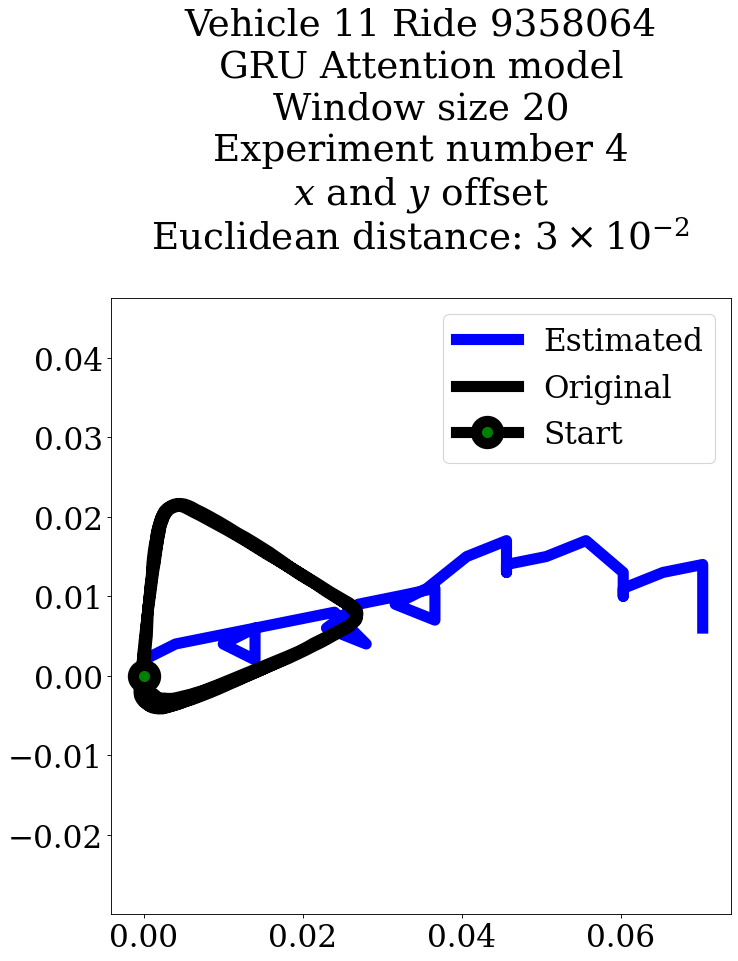 Vehicle 11 Ride 9358064
GRU Attention model
Window size 20
Experiment number 4
x and y offset
Euclidean distance: 3 × 10⁻²
Estimated
Original
Start
0.04
0.03
0.02
0.01
0.00
−0.01
−0.02
0.00 0.02 0.04 0.06